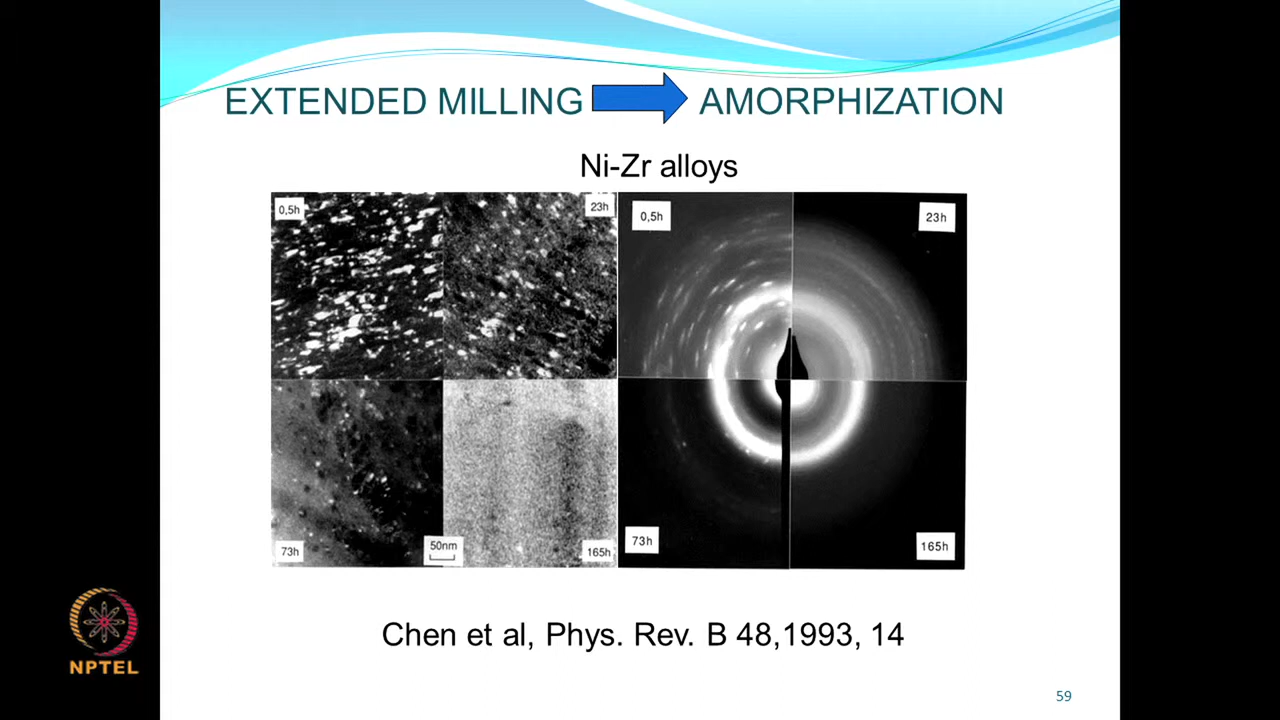 EXTENDED MILLING AMORPHIZATION
Ni-Zr alloys
0,5h
23h
0,5h
23h
73h
50nm
165h
73h
165h
Chen et al, Phys. Rev. B 48,1993, 14
NPTEL
59